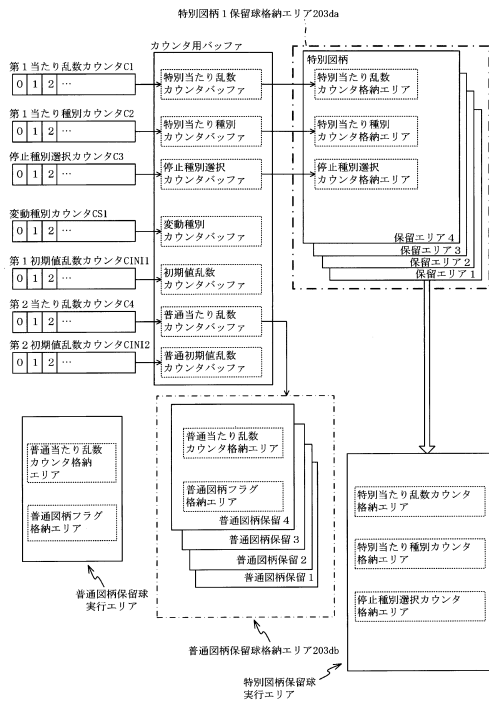 特別図柄1保留球格納エリア203da
カウンタ用バッファ
第1当たり乱数カウンタC1
0 1 2 …
特別当たり乱数
カウンタバッファ
第1当たり種別カウンタC2
0 1 2 …
特別当たり種別
カウンタバッファ
停止種別選択カウンタC3
0 1 2 …
停止種別選択
カウンタバッファ
変動種別カウンタCS1
0 1 2 …
変動種別
カウンタバッファ
第1初期値乱数カウンタCINI1
0 1 2 …
初期値乱数
カウンタバッファ
第2当たり乱数カウンタC4
0 1 2 …
普通当たり乱数
カウンタバッファ
第2初期値乱数カウンタCINI2
0 1 2 …
普通初期値乱数
カウンタバッファ
特別図柄
特別当たり乱数
カウンタ格納エリア
特別当たり種別
カウンタ格納エリア
停止種別選択
カウンタ格納エリア
保留エリア4
保留エリア3
保留エリア2
保留エリア1
普通当たり乱数
カウンタ格納
エリア
普通図柄フラグ
格納エリア
普通図柄保留球
実行エリア
普通当たり乱数
カウンタ格納
エリア
普通図柄フラグ
格納エリア
普通図柄保留4
普通図柄保留3
普通図柄保留2
普通図柄保留1
普通図柄保留球格納エリア203db
特別当たり乱数カウンタ
格納エリア
特別当たり種別カウンタ
格納エリア
停止種別選択カウンタ
格納エリア
特別図柄保留球
実行エリア